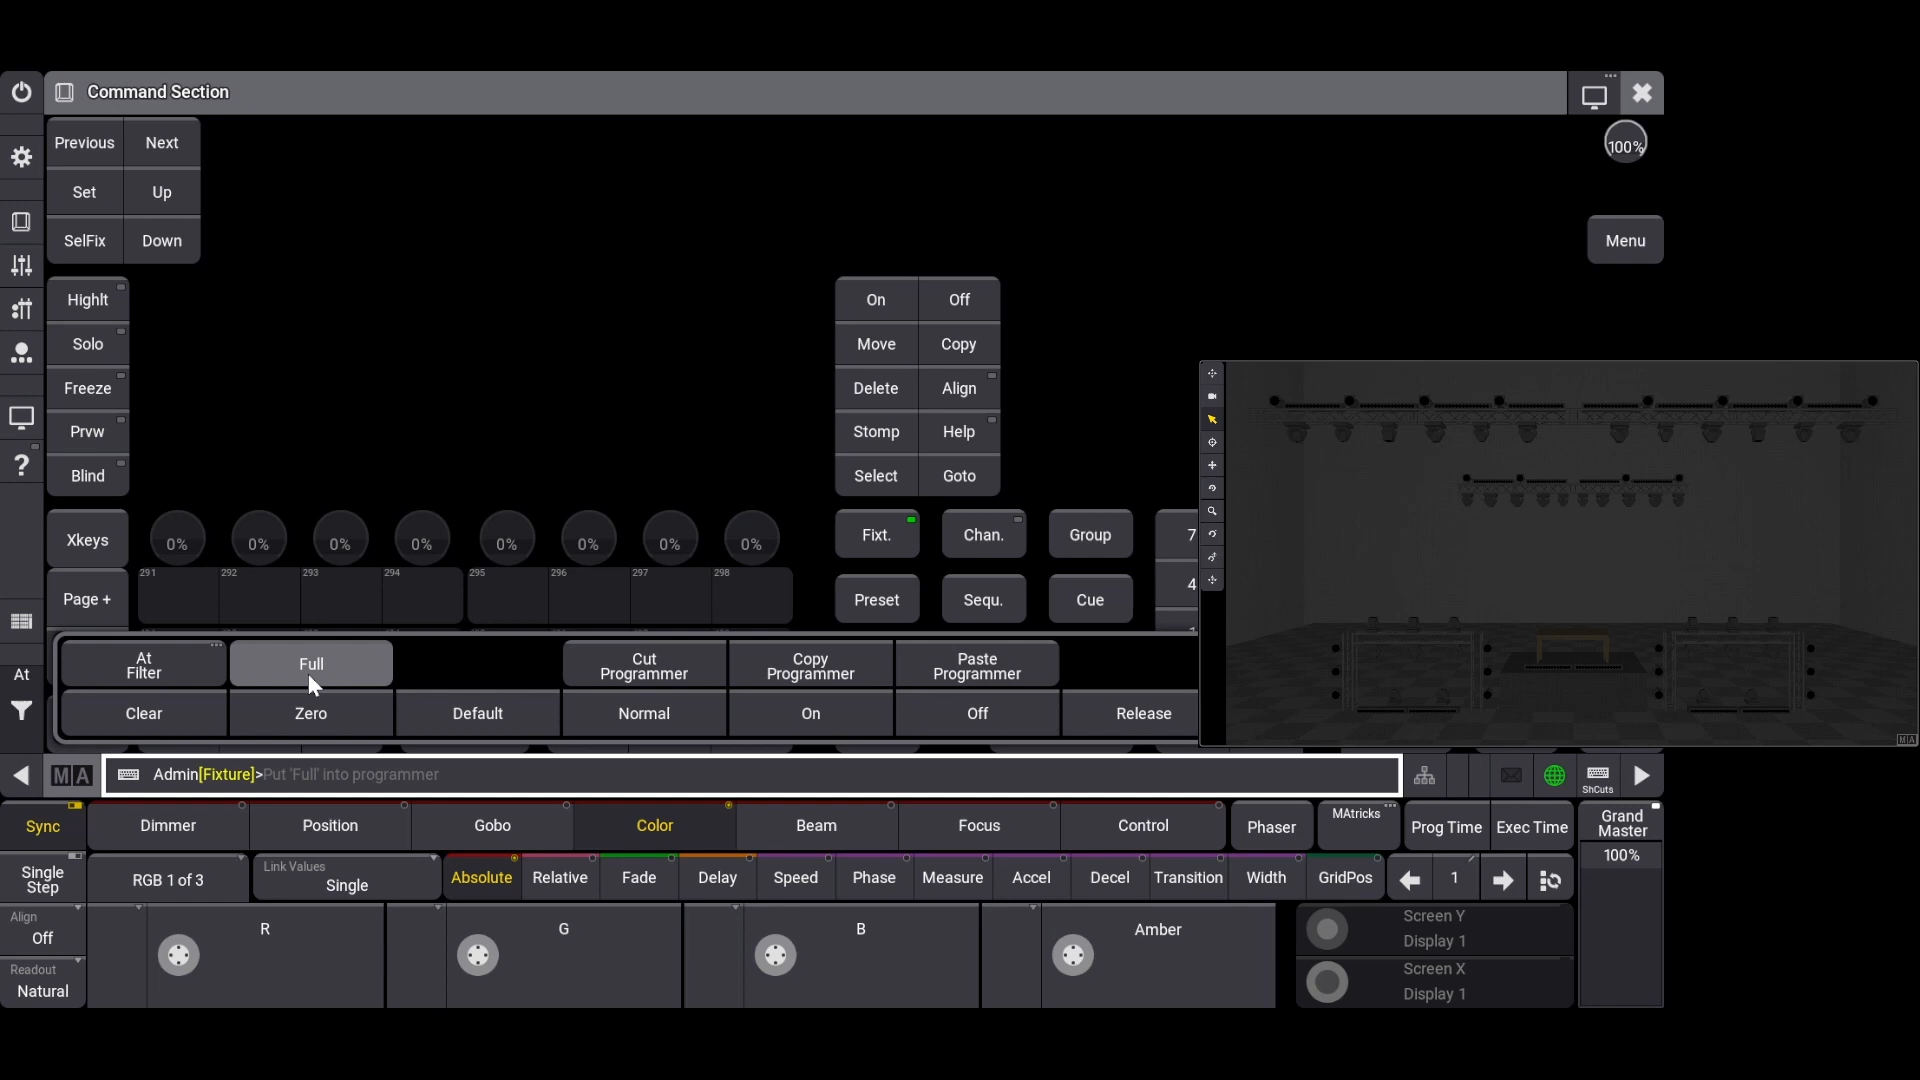 Command Section
Previous
Next
100%
Set
Up
SelFix
Down
Menu
Highlt
On
Off
Solo
Move
Copy
Freeze
Delete
Align
Prvw
Stomp
Help
Blind
Select
Goto
Xkeys
0%
0%
0%
0%
0%
0%
0%
0%
Fixt.
Chan.
Group
7
291
292
293
294
295
296
297
298
Page +
Preset
Sequ.
Cue
4
At
Filter
Full
Cut
Programmer
Copy
Programmer
Paste
Programmer
At
Clear
Zero
Default
Normal
On
Off
Release
MA
MA
Admin[Fixture]>Put 'Full' into programmer
ShCuts
Sync
Dimmer
Position
Gobo
Color
Beam
Focus
Control
Phaser
MAtricks
Prog Time
Exec Time
Grand
Master
100%
Single
Step
RGB 1 of 3
Link Values
Single
Absolute
Relative
Fade
Delay
Speed
Phase
Measure
Accel
Decel
Transition
Width
GridPos
1
Align
Off
R
G
B
Amber
Screen Y
Display 1
Readout
Natural
Screen X
Display 1